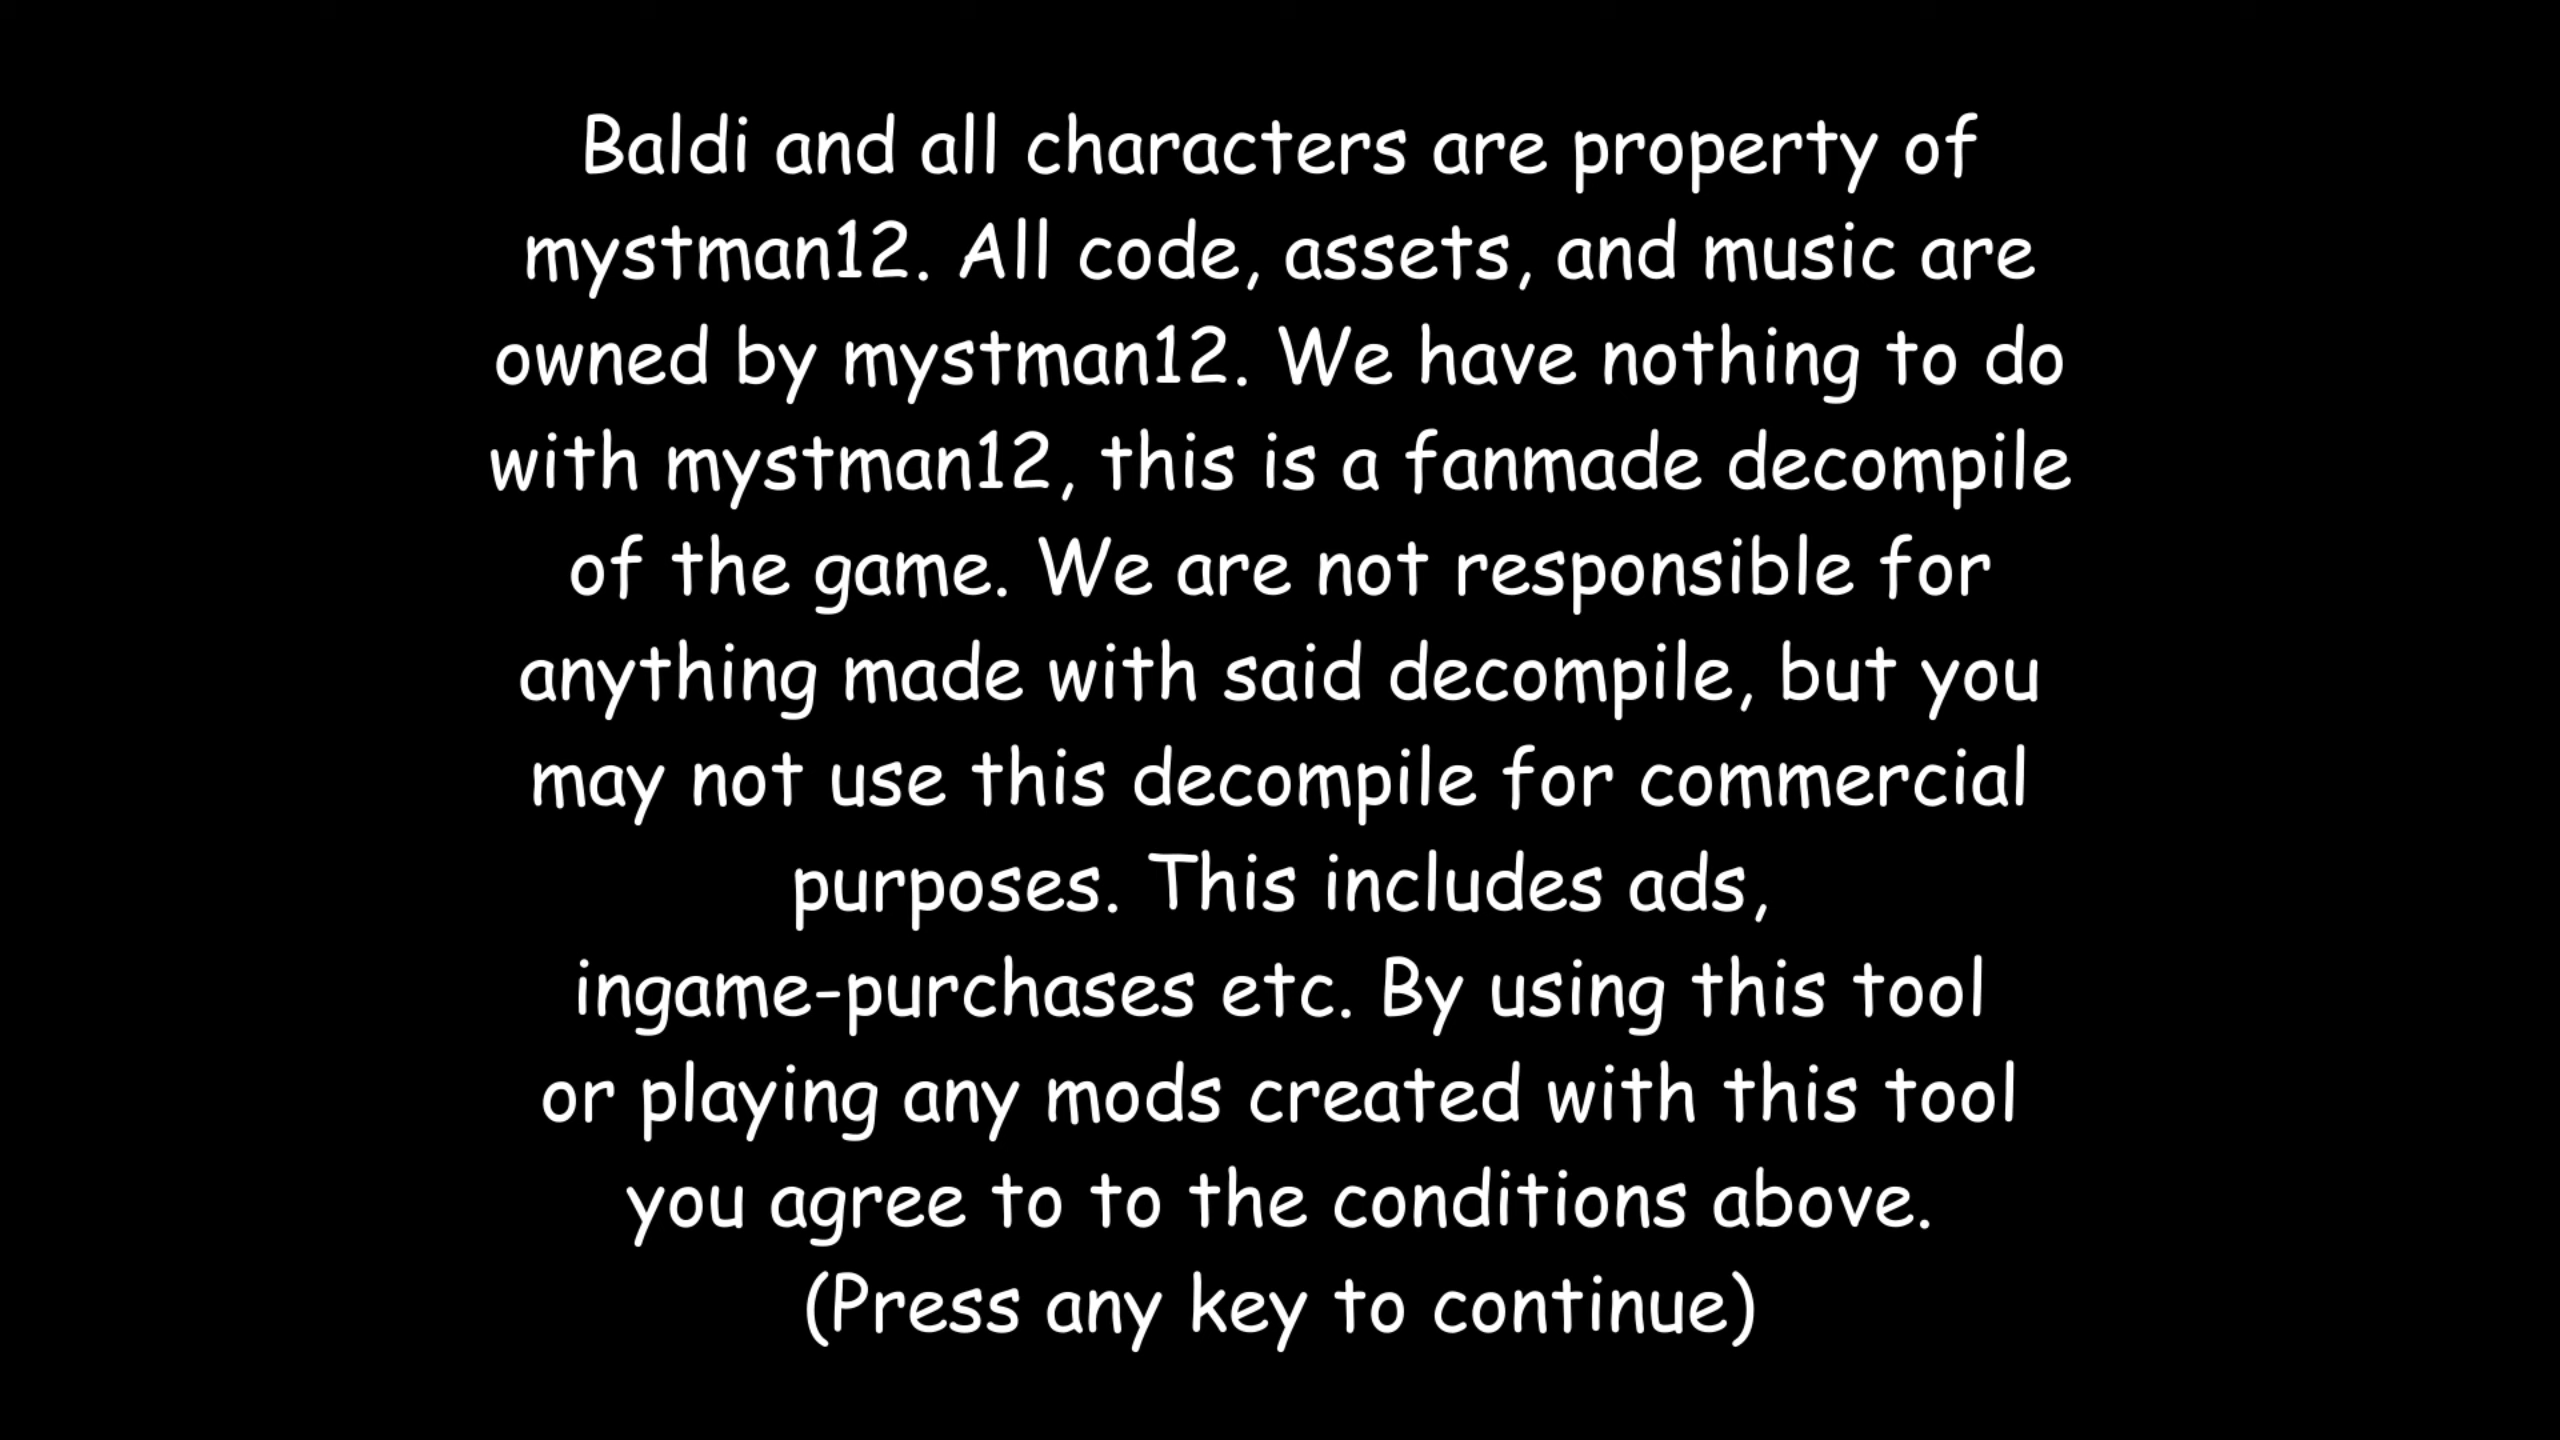 Baldi and all characters are property of
mystman12. All code, assets, and music are
owned by mystman12. We have nothing to do
with mystman12, this is a fanmade decompile
of the game. We are not responsible for
anything made with said decompile, but you
may not use this decompile for commercial
purposes. This includes ads,
ingame-purchases etc. By using this tool
or playing any mods created with this tool
you agree to to the conditions above.
(Press any key to continue)